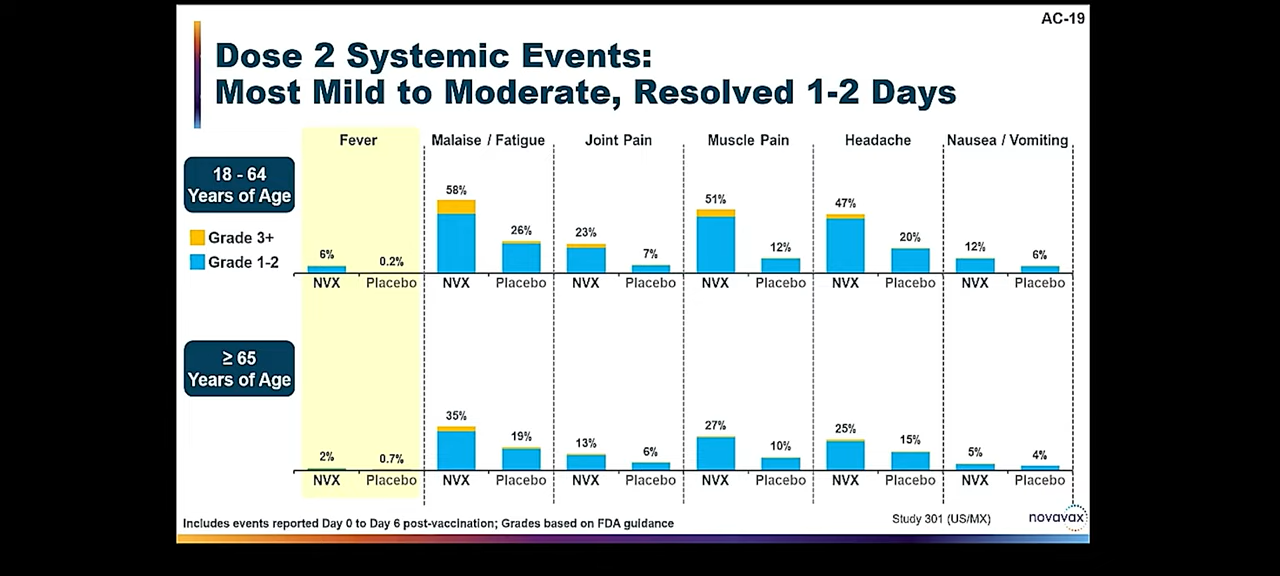 AC-19
Dose 2 Systemic Events:
Most Mild to Moderate, Resolved 1-2 Days
Fever
Malaise / Fatigue
Joint Pain
Muscle Pain
Headache
Nausea / Vomiting
18 - 64
Years of Age
Grade 3+
Grade 1-2
6%
0.2%
58%
26%
23%
7%
51%
12%
47%
20%
12%
6%
NVX
Placebo
NVX
Placebo
NVX
Placebo
NVX
Placebo
NVX
Placebo
NVX
Placebo
≥ 65
Years of Age
2%
0.7%
35%
19%
13%
6%
27%
10%
25%
15%
5%
4%
NVX
Placebo
NVX
Placebo
NVX
Placebo
NVX
Placebo
NVX
Placebo
NVX
Placebo
Includes events reported Day 0 to Day 6 post-vaccination; Grades based on FDA guidance
Study 301 (US/MX)
novavax